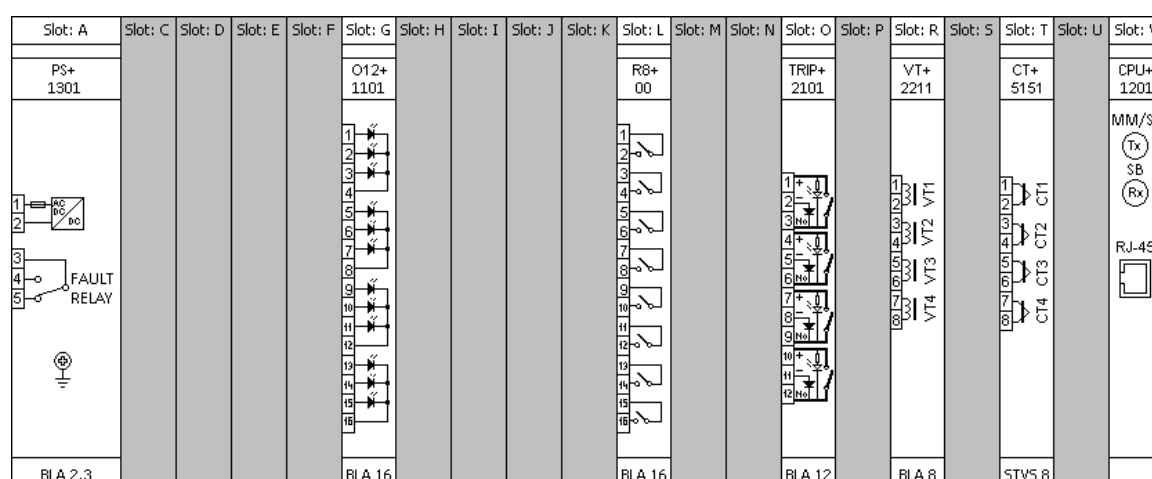 Slot: A Slot: C Slot: D Slot: E Slot: F Slot: G Slot: H Slot: I Slot: J Slot: K Slot: L Slot: M Slot: N Slot: O Slot: P Slot: R Slot: S Slot: T Slot: U Slot: V
PS+ O12+ R8+ TRIP+ VT+ CT+ CPU+
1301 1101 00 2101 2211 5151 1201
1
2
AC
DC
DC
3
4
5
FAULT
RELAY
1
2
3
4
5
6
7
8
9
10
11
12
13
14
15
16
1
2
3
4
5
6
7
8
9
10
11
12
13
14
15
16
1 +
2 -
3 No
4 +
5 -
6 No
7 +
8 -
9 No
10 +
11 -
12 No
1
2
VT1
3
4
VT2
5
6
VT3
7
8
VT4
1
2
CT1
3
4
CT2
5
6
CT3
7
8
CT4
MM/S
Tx
SB
Rx
RJ-45
BLA 2,3 BLA 16 BLA 16 BLA 12 BLA 8 STVS 8